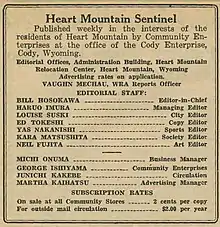 Heart Mountain Sentinel
Published weekly in the interests of
the residents of Heart Mountain by Community En-
terprises at the office of the Cody Enterprise,
Cody, Wyoming.
Editorial Offices, Administration Building, Heart Mountain
Relocation Center, Heart Mountain, Wyoming
Advertising rates on application.
VAUGHN MECHAU, WRA Reports Officer
EDITORIAL STAFF:
BILL HOSOKAWA Editor-in-Chief
HARUO IMURA Managing Editor
LOUISE SUSKI City Editor
ED TOKESHI Copy Editor
YAS NAKANISHI Sports Editor
KARA MATSUSHITA Society Editor
NEIL FUJITA Art Editor
MICHI ONUMA Business Manager
GEORGE ISHIYAMA Community Enterprises
JUNICHI KAKEBE Circulation
MARTHA KAIHATSU Advertising Manager
SUBSCRIPTION RATES
On sale at all Community Stores 2 cents per copy
For outside mail circulation $2.00 per year